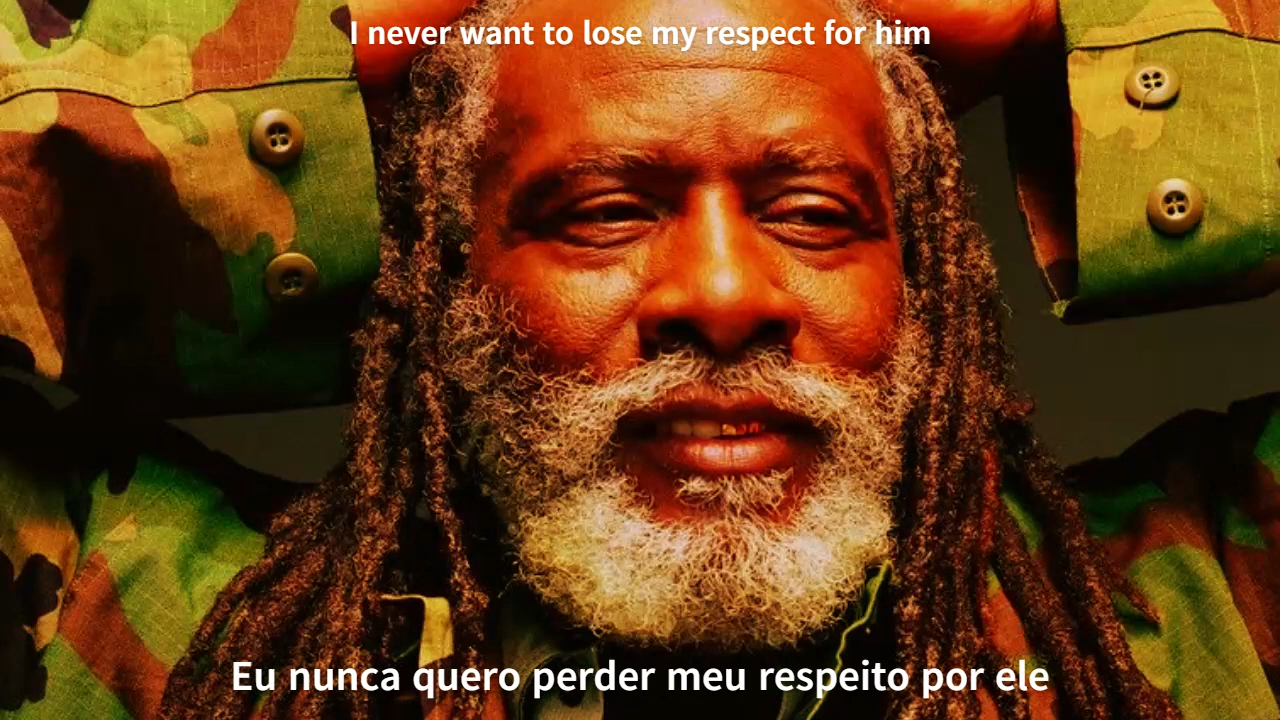 I never want to lose my respect for him
Eu nunca quero perder meu respeito por ele